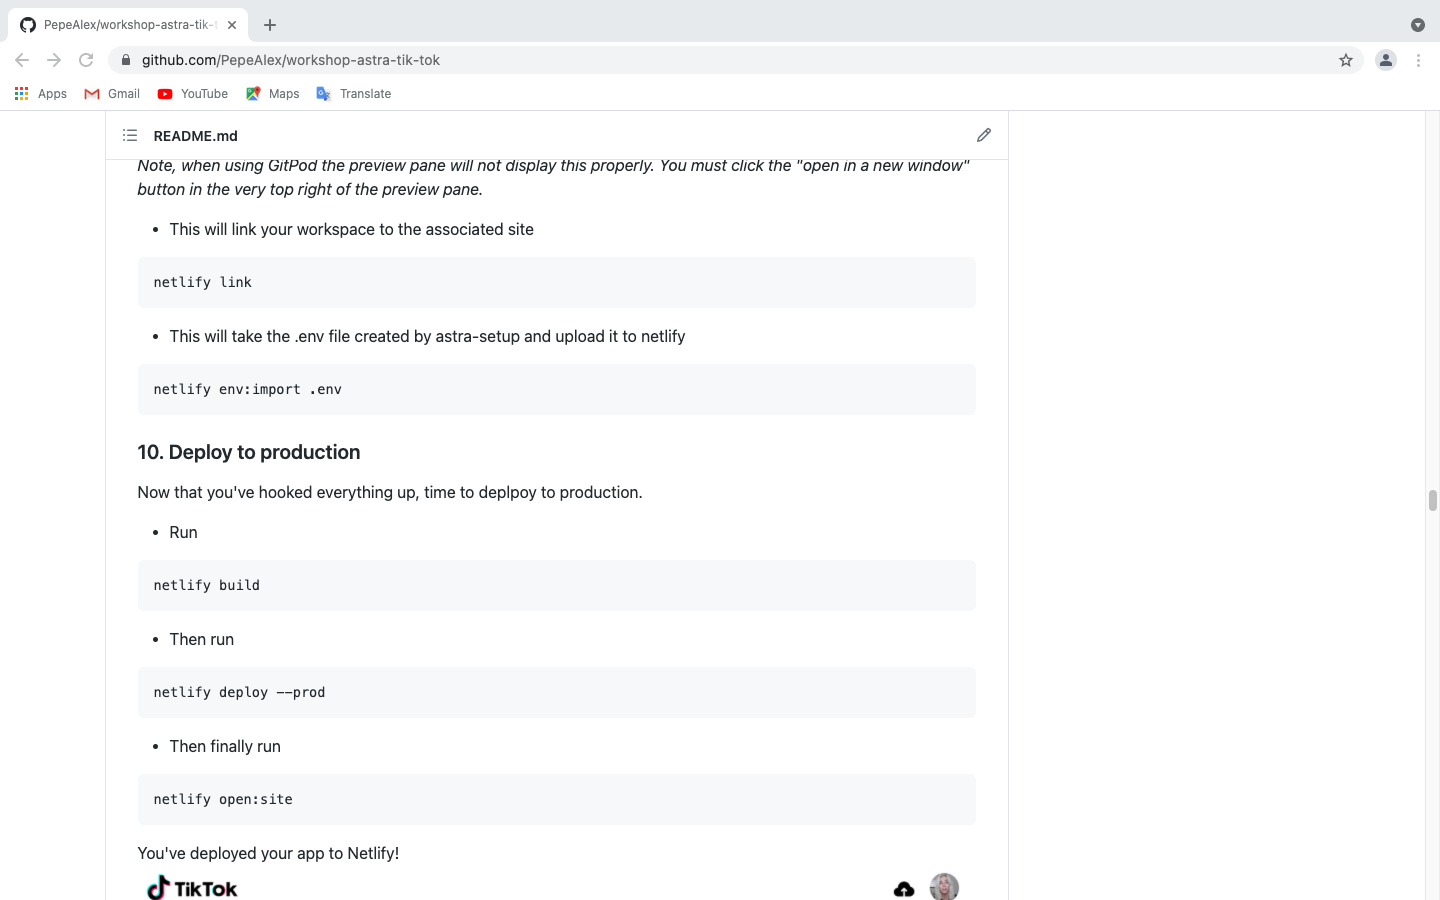 PepeAlex/workshop-astra-tik-t
github.com/PepeAlex/workshop-astra-tik-tok
Apps Gmail YouTube Maps Translate
README.md
Note, when using GitPod the preview pane will not display this properly. You must click the "open in a new window"
button in the very top right of the preview pane.
• This will link your workspace to the associated site
netlify link
• This will take the .env file created by astra-setup and upload it to netlify
netlify env:import .env
10. Deploy to production
Now that you've hooked everything up, time to deplpoy to production.
• Run
netlify build
• Then run
netlify deploy --prod
• Then finally run
netlify open:site
You've deployed your app to Netlify!
TikTok